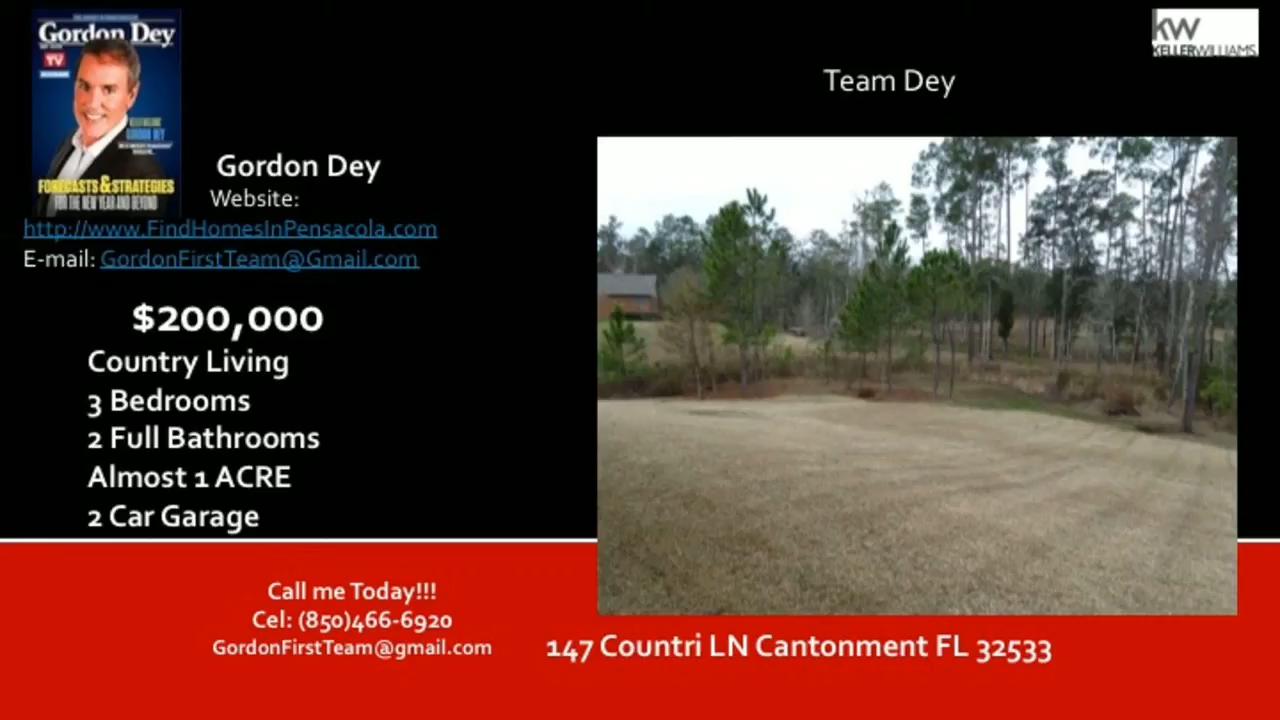 Gordon Dey
TV
FORECASTS & STRATEGIES
FOR THE NEW YEAR AND BEYOND
kw
KELLERWILLIAMS
Team Dey
Gordon Dey
Website:
http://www.FindHomesInPensacola.com
E-mail: GordonFirstTeam@Gmail.com
$200,000
Country Living
3 Bedrooms
2 Full Bathrooms
Almost 1 ACRE
2 Car Garage
Call me Today!!!
Cel: (850)466-6920
GordonFirstTeam@gmail.com
147 Countri LN Cantonment FL 32533